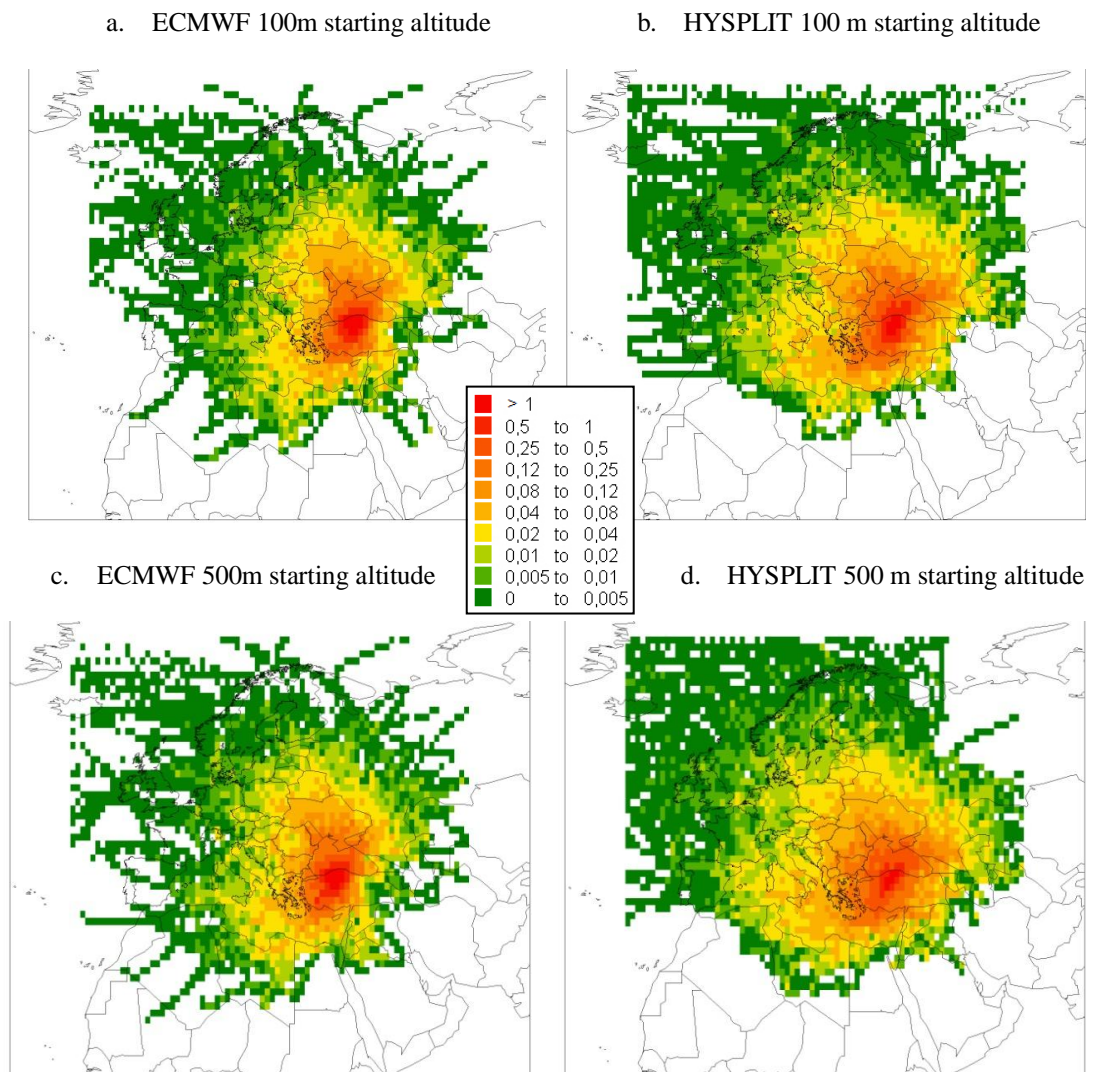 a. ECMWF 100m starting altitude
b. HYSPLIT 100 m starting altitude
> 1
0,5 to 1
0,25 to 0,5
0,12 to 0,25
0,08 to 0,12
0,04 to 0,08
0,02 to 0,04
0,01 to 0,02
0,005 to 0,01
0 to 0,005
c. ECMWF 500m starting altitude
d. HYSPLIT 500 m starting altitude